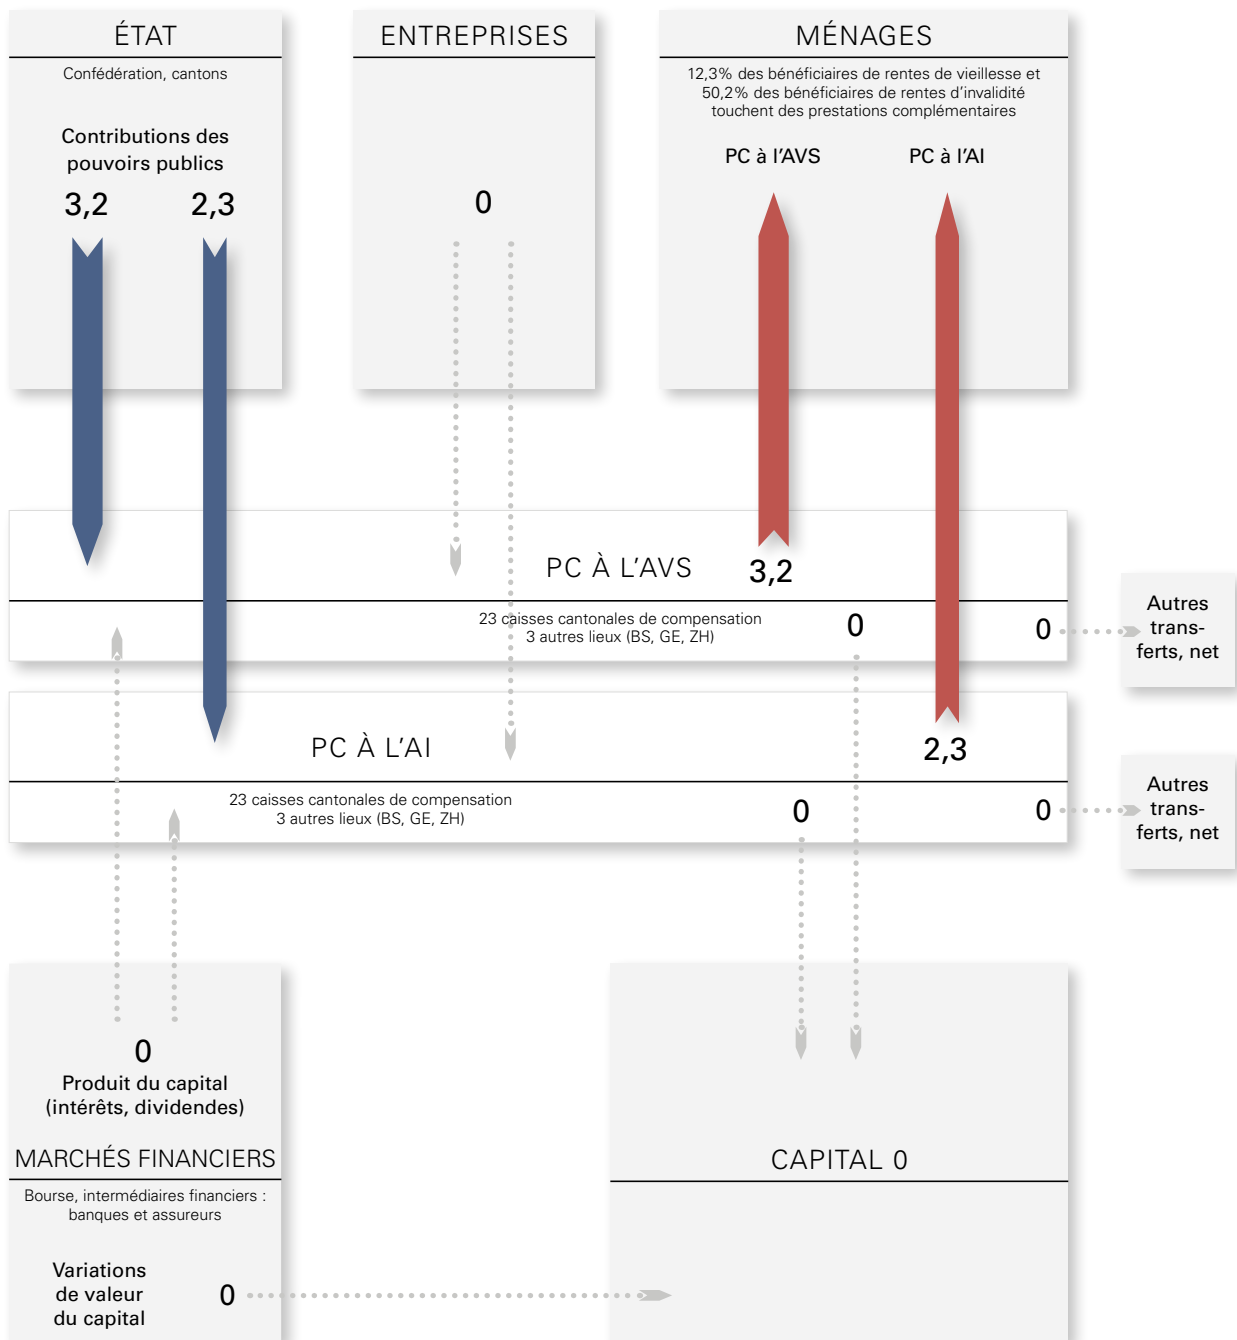 ÉTAT
Confédération, cantons
Contributions des
pouvoirs publics
3,2
2,3
ENTREPRISES
0
MÉNAGES
12,3% des bénéficiaires de rentes de vieillesse et
50,2% des bénéficiaires de rentes d'invalidité
touchent des prestations complémentaires
PC à l'AVS
PC à l'AI
PC À L'AVS
3,2
23 caisses cantonales de compensation
3 autres lieux (BS, GE, ZH)
0
0
Autres
trans-
ferts, net
PC À L'AI
2,3
23 caisses cantonales de compensation
3 autres lieux (BS, GE, ZH)
0
0
Autres
trans-
ferts, net
0
Produit du capital
(intérêts, dividendes)
MARCHÉS FINANCIERS
Bourse, intermédiaires financiers :
banques et assureurs
Variations
de valeur
du capital
0
CAPITAL 0